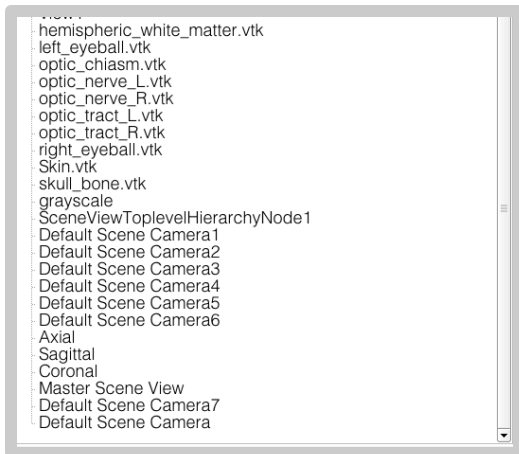 hemispheric_white_matter.vtk
left_eyeball.vtk
optic_chiasm.vtk
optic_nerve_L.vtk
optic_nerve_R.vtk
optic_tract_L.vtk
optic_tract_R.vtk
right_eyeball.vtk
Skin.vtk
skull_bone.vtk
grayscale
SceneViewToplevelHierarchyNode1
Default Scene Camera1
Default Scene Camera2
Default Scene Camera3
Default Scene Camera4
Default Scene Camera5
Default Scene Camera6
Axial
Sagittal
Coronal
Master Scene View
Default Scene Camera7
Default Scene Camera